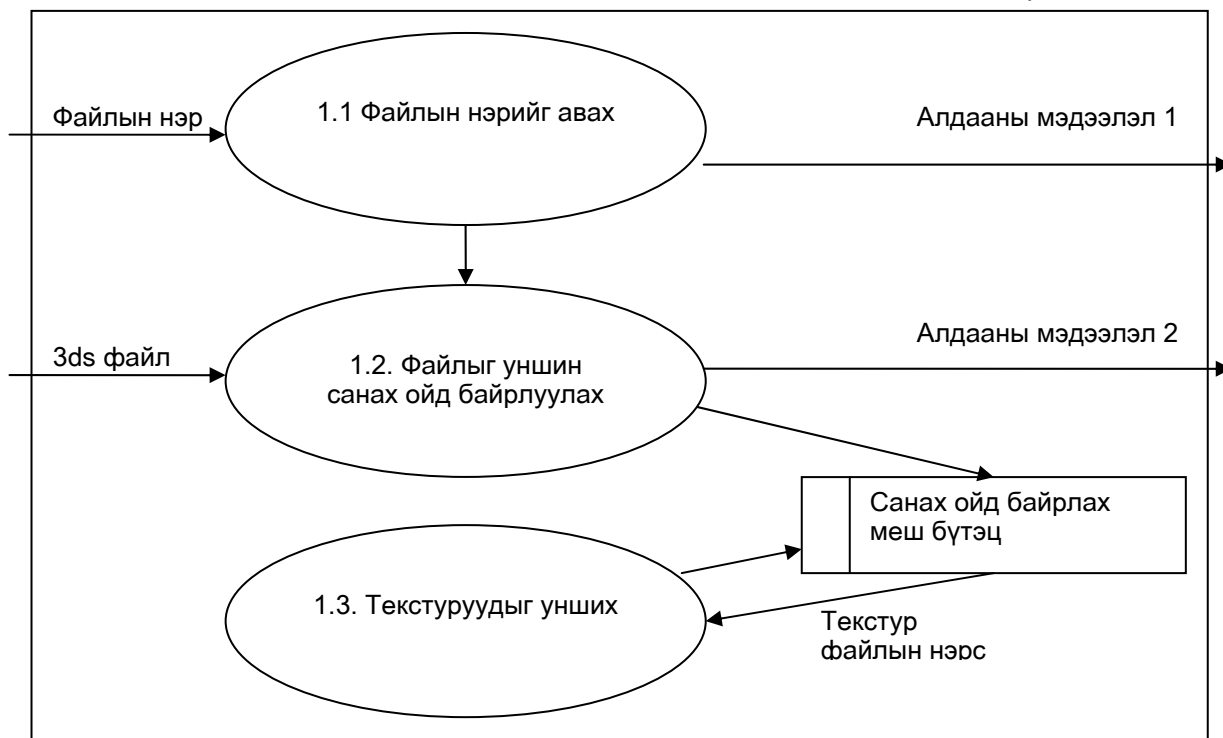 Файлын нэр
1.1 Файлын нэрийг авах
Алдааны мэдээлэл 1
3ds файл
1.2. Файлыг уншин
санах ойд байрлуулах
Алдааны мэдээлэл 2
Санах ойд байрлах
меш бүтэц
1.3. Текстуруудыг унших
Текстур
файлын нэрс